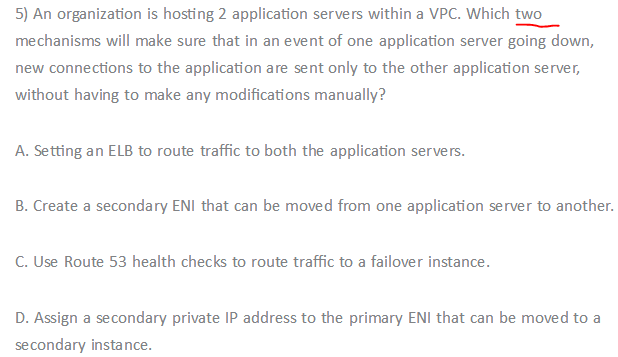 5) An organization is hosting 2 application servers within a VPC. Which two
mechanisms will make sure that in an event of one application server going down,
new connections to the application are sent only to the other application server,
without having to make any modifications manually?
A. Setting an ELB to route traffic to both the application servers.
B. Create a secondary ENI that can be moved from one application server to another.
C. Use Route 53 health checks to route traffic to a failover instance.
D. Assign a secondary private IP address to the primary ENI that can be moved to a
secondary instance.